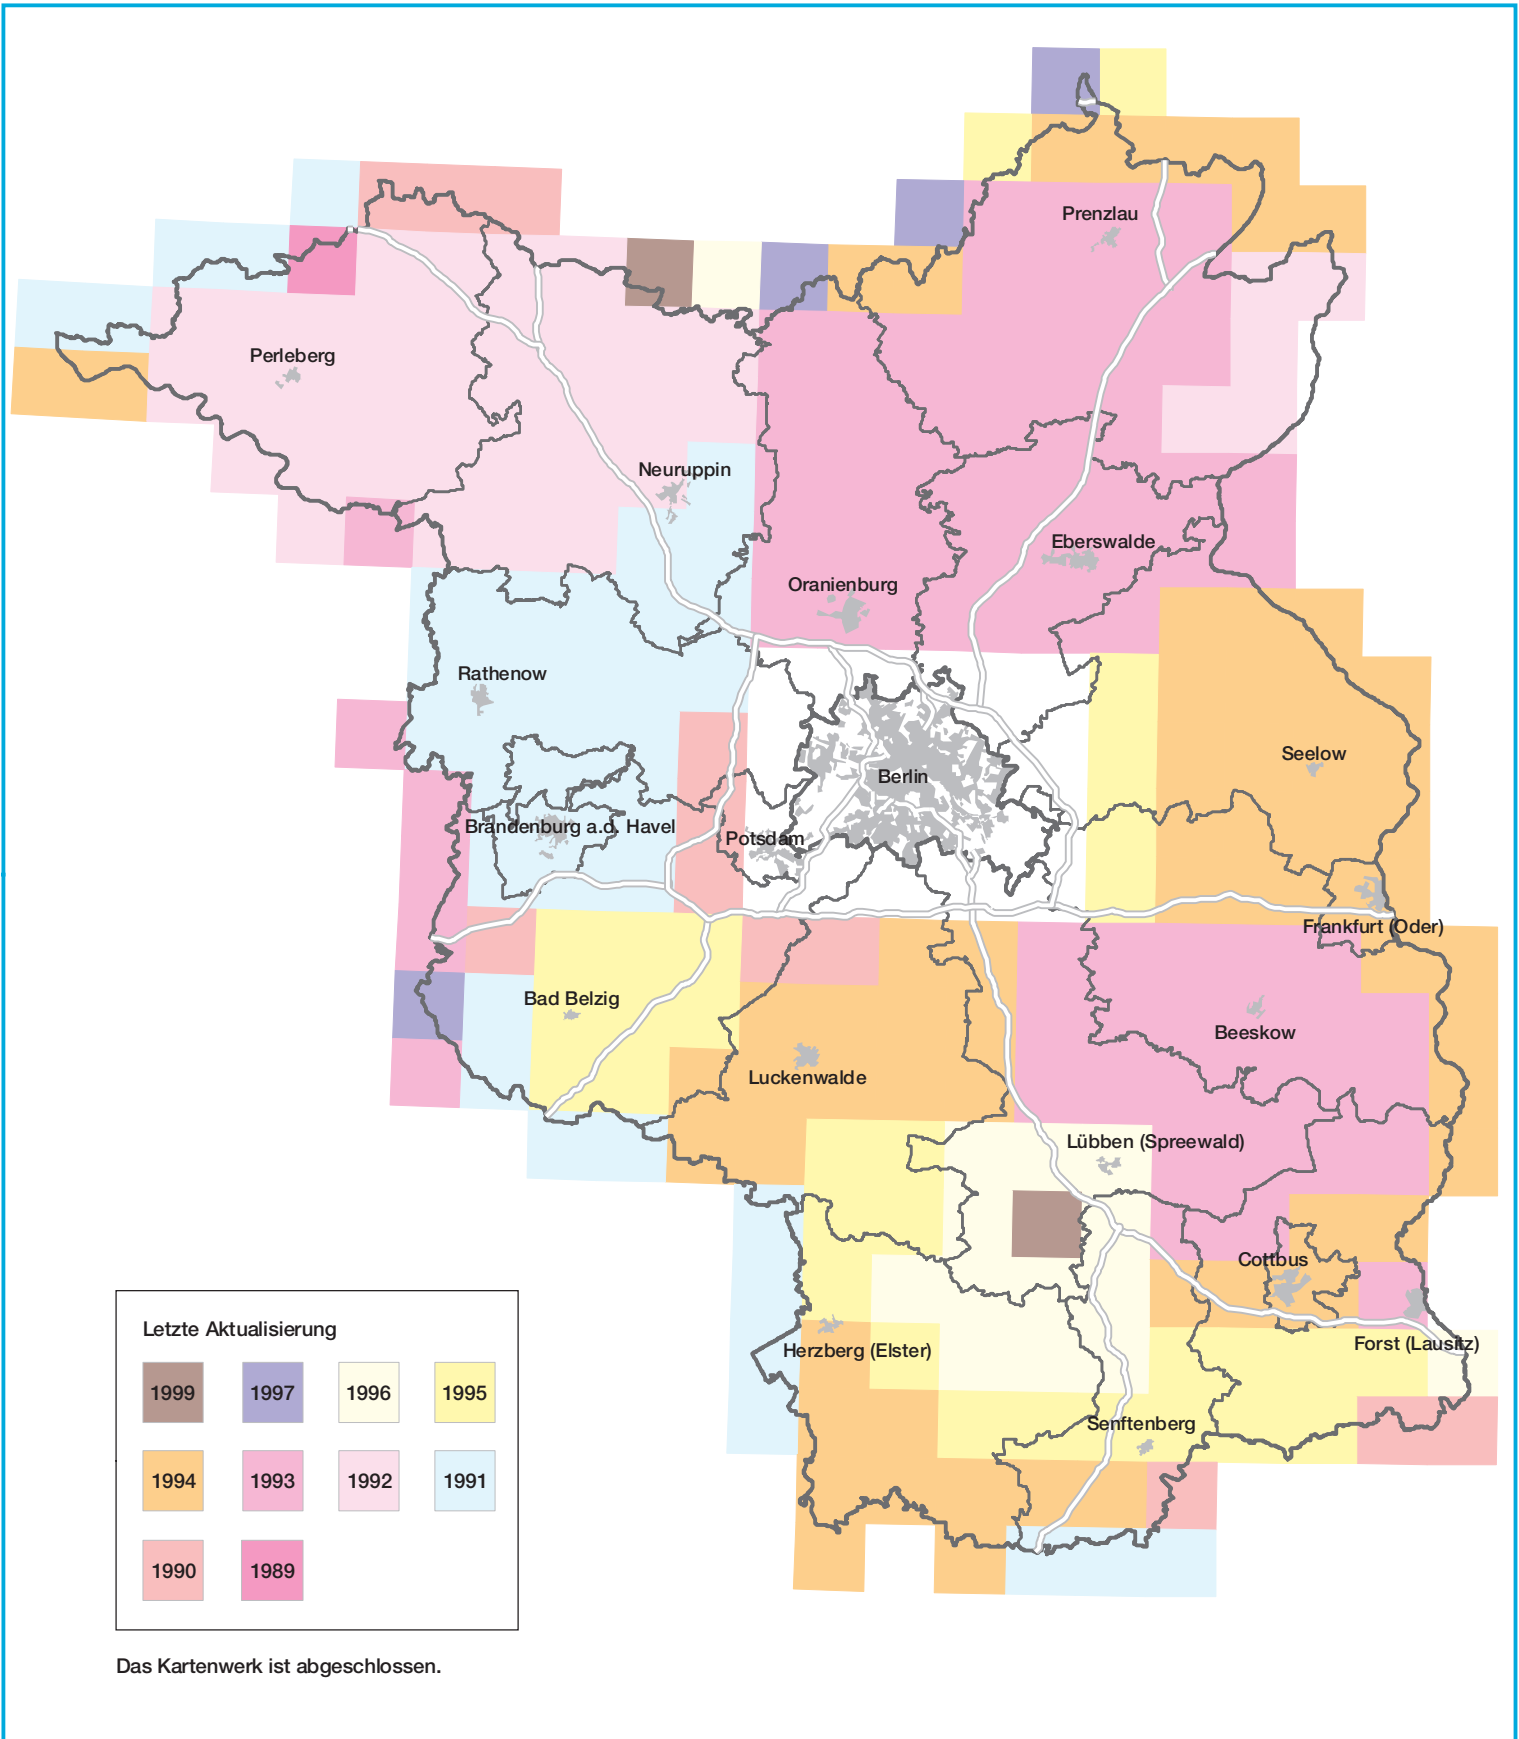 Prenzlau
Perleberg
Neuruppin
Eberswalde
Oranienburg
Rathenow
Seelow
Berlin
Brandenburg a.d. Havel
Potsdam
Frankfurt (Oder)
Bad Belzig
Beeskow
Luckenwalde
Lübben (Spreewald)
Cottbus
Herzberg (Elster)
Forst (Lausitz)
Senftenberg
Letzte Aktualisierung
1999 1997 1996 1995
1994 1993 1992 1991
1990 1989
Das Kartenwerk ist abgeschlossen.